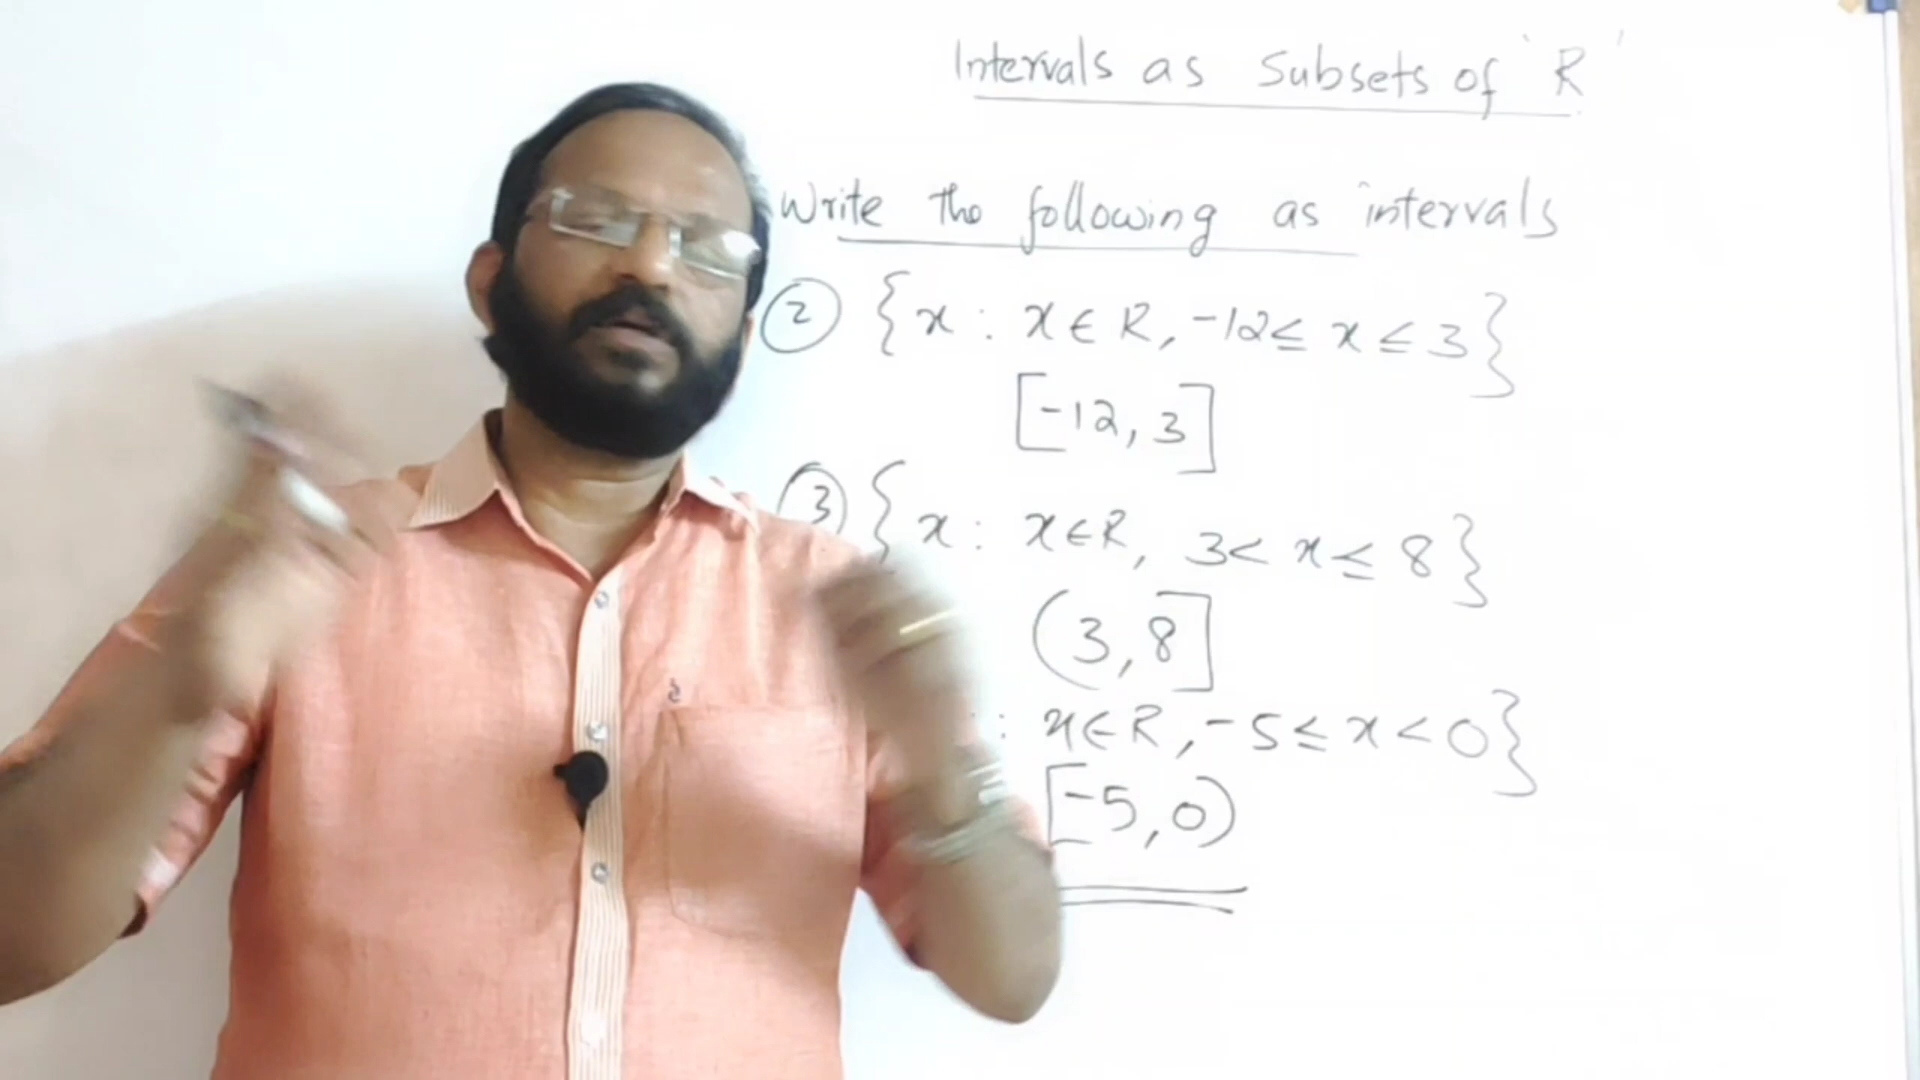 Intervals as Subsets of 'R'
Write the following as intervals
② {x : x ∈ R, -12 ≤ x ≤ 3}
[-12, 3]
③ {x : x ∈ R, 3 < x ≤ 8}
(3, 8]
: x ∈ R, -5 ≤ x < 0}
[-5, 0)